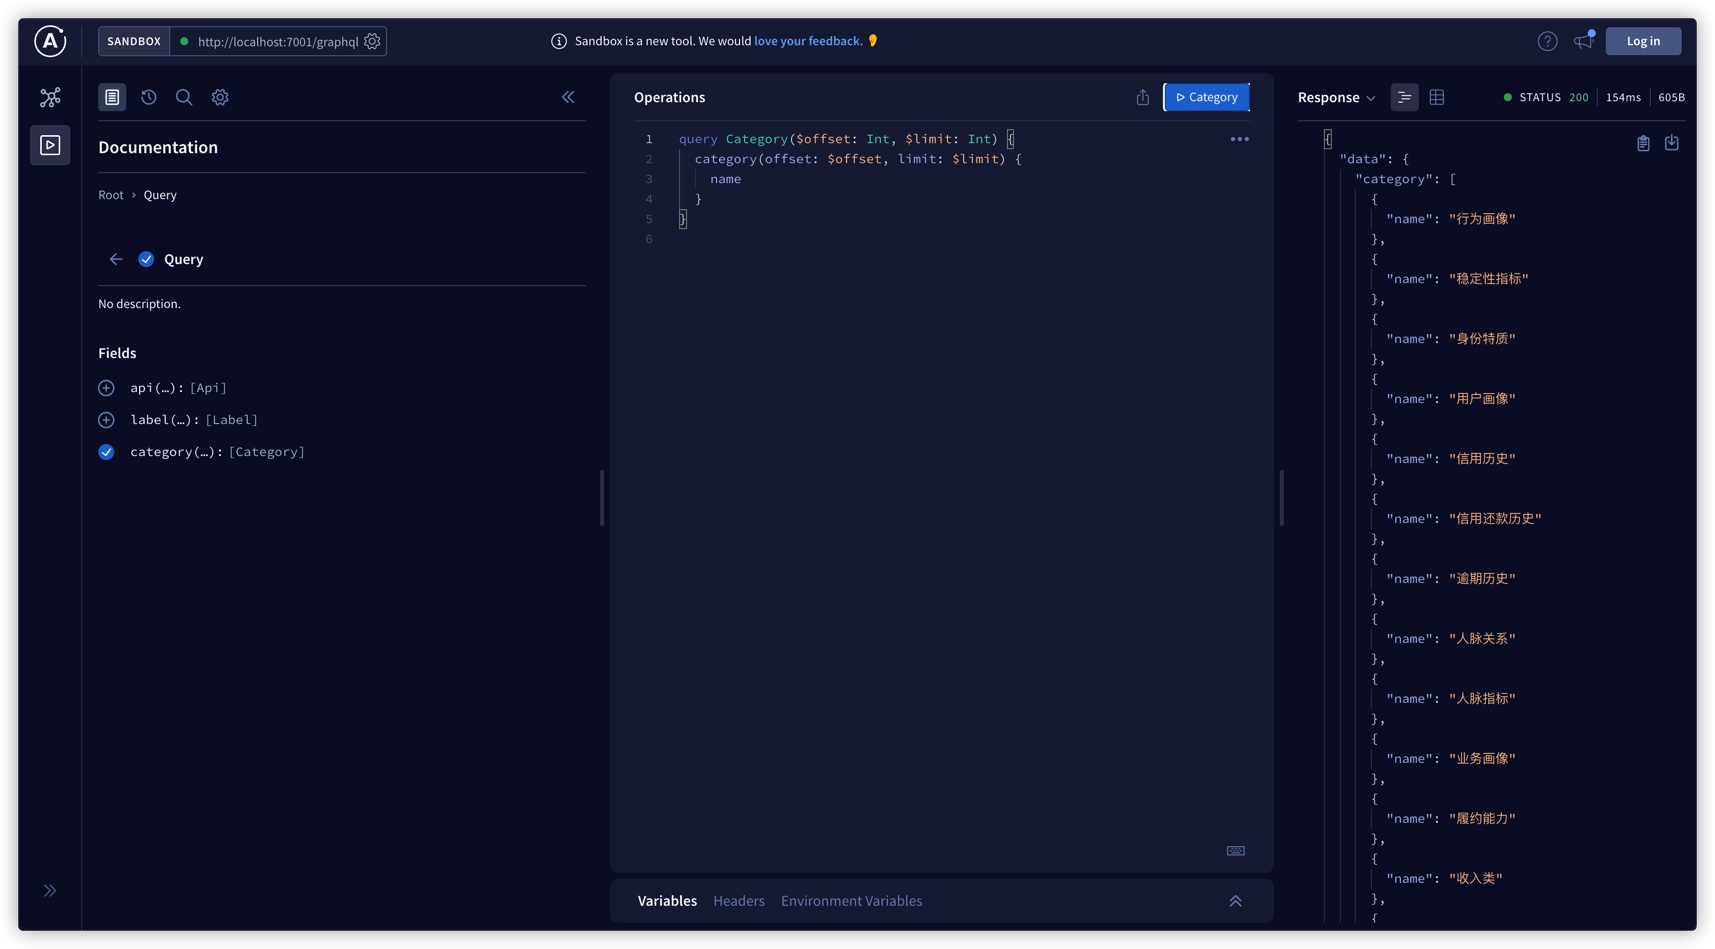 SANDBOX
http://localhost:7001/graphql
Sandbox is a new tool. We would love your feedback.
Log in
Documentation
Root › Query
Query
No description.
Fields
api(…): [Api]
label(…): [Label]
category(…): [Category]
Operations
Category
1 query Category($offset: Int, $limit: Int) {
2 category(offset: $offset, limit: $limit) {
3 name
4 }
5 }
6
Variables Headers Environment Variables
Response
STATUS 200 154ms 605B
{
"data": {
"category": [
{
"name": "行为画像"
},
{
"name": "稳定性指标"
},
{
"name": "身份特质"
},
{
"name": "用户画像"
},
{
"name": "信用历史"
},
{
"name": "信用还款历史"
},
{
"name": "逾期历史"
},
{
"name": "人脉关系"
},
{
"name": "人脉指标"
},
{
"name": "业务画像"
},
{
"name": "履约能力"
},
{
"name": "收入类"
},
{